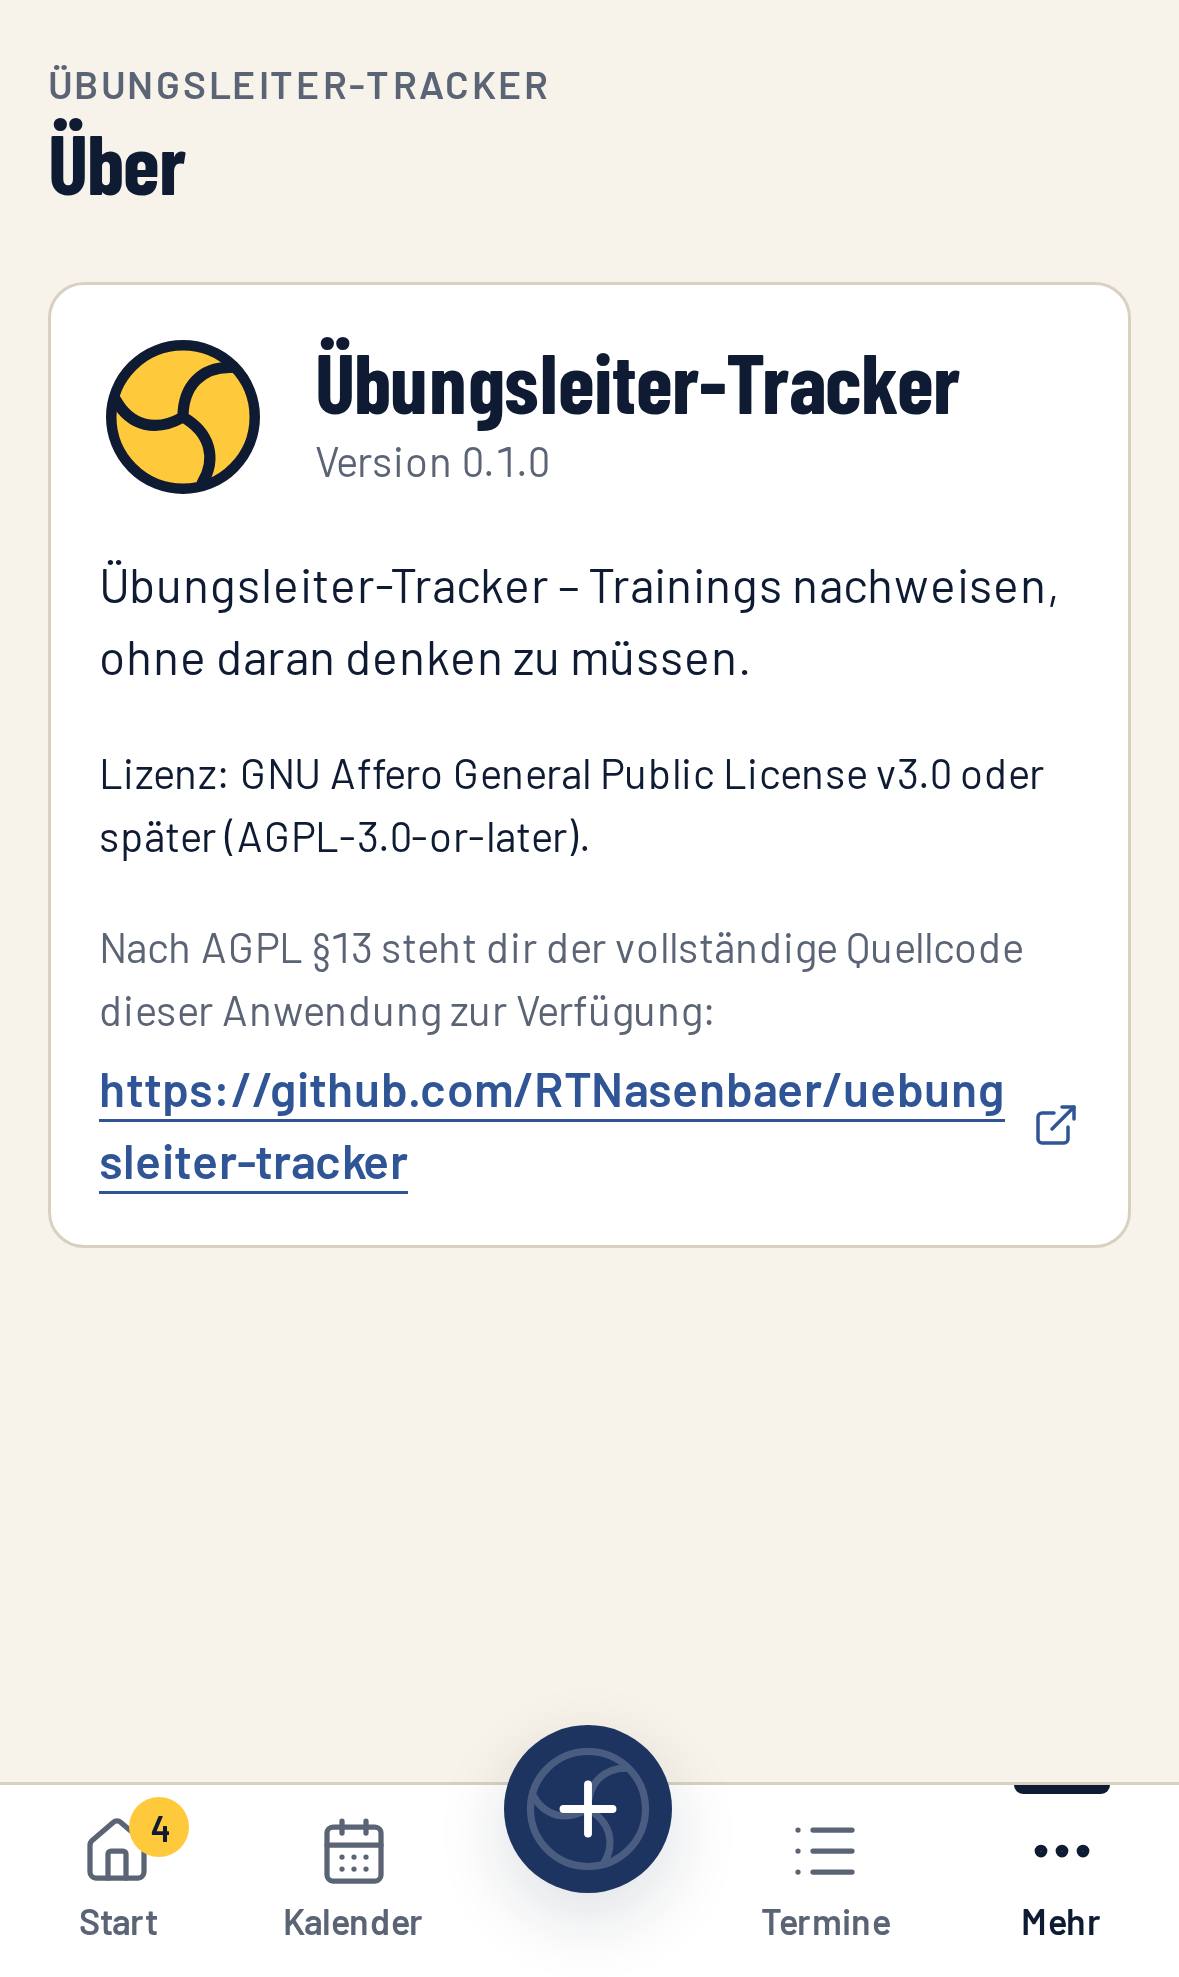 ÜBUNGSLEITER-TRACKER
Über
Übungsleiter-Tracker
Version 0.1.0
Übungsleiter-Tracker – Trainings nachweisen,
ohne daran denken zu müssen.
Lizenz: GNU Affero General Public License v3.0 oder
später (AGPL-3.0-or-later).
Nach AGPL §13 steht dir der vollständige Quellcode
dieser Anwendung zur Verfügung:
https://github.com/RTNasenbaer/uebung
sleiter-tracker
4
Start
Kalender
Termine
Mehr